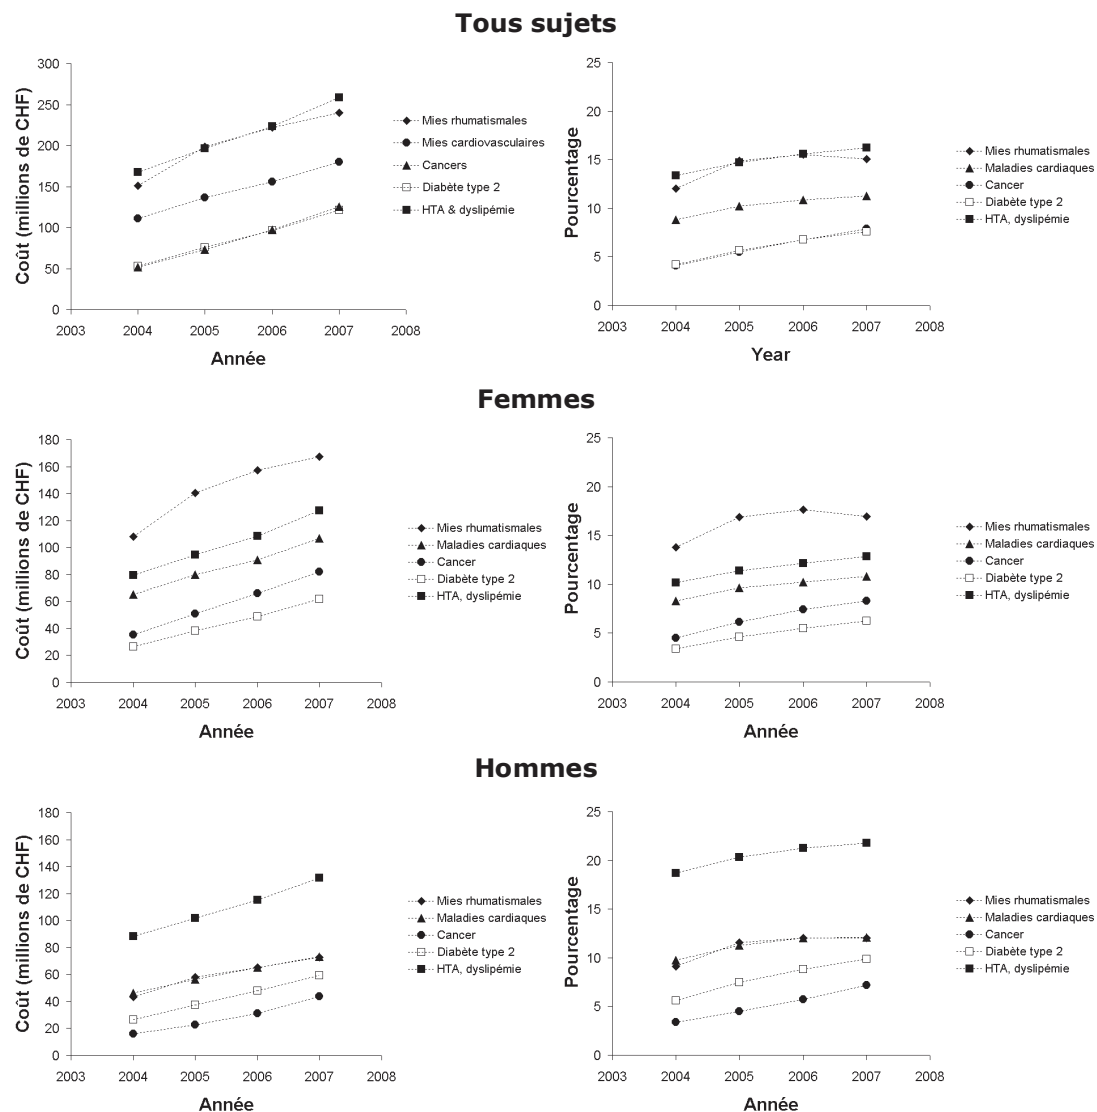 Tous sujets
Coût (millions de CHF)
300
250
200
150
100
50
0
2003 2004 2005 2006 2007 2008
Année
Mies rhumatismales
Mies cardiovasculaires
Cancers
Diabète type 2
HTA & dyslipémie
Pourcentage
25
20
15
10
5
0
2003 2004 2005 2006 2007 2008
Year
Mies rhumatismales
Maladies cardiaques
Cancer
Diabète type 2
HTA, dyslipémie
Femmes
Coût (millions de CHF)
180
160
140
120
100
80
60
40
20
0
2003 2004 2005 2006 2007 2008
Année
Mies rhumatismales
Maladies cardiaques
Cancer
Diabète type 2
HTA, dyslipémie
Pourcentage
25
20
15
10
5
0
2003 2004 2005 2006 2007 2008
Année
Mies rhumatismales
Maladies cardiaques
Cancer
Diabète type 2
HTA, dyslipémie
Hommes
Coût (millions de CHF)
180
160
140
120
100
80
60
40
20
0
2003 2004 2005 2006 2007 2008
Année
Mies rhumatismales
Maladies cardiaques
Cancer
Diabète type 2
HTA, dyslipémie
Pourcentage
25
20
15
10
5
0
2003 2004 2005 2006 2007 2008
Année
Mies rhumatismales
Maladies cardiaques
Cancer
Diabète type 2
HTA, dyslipémie